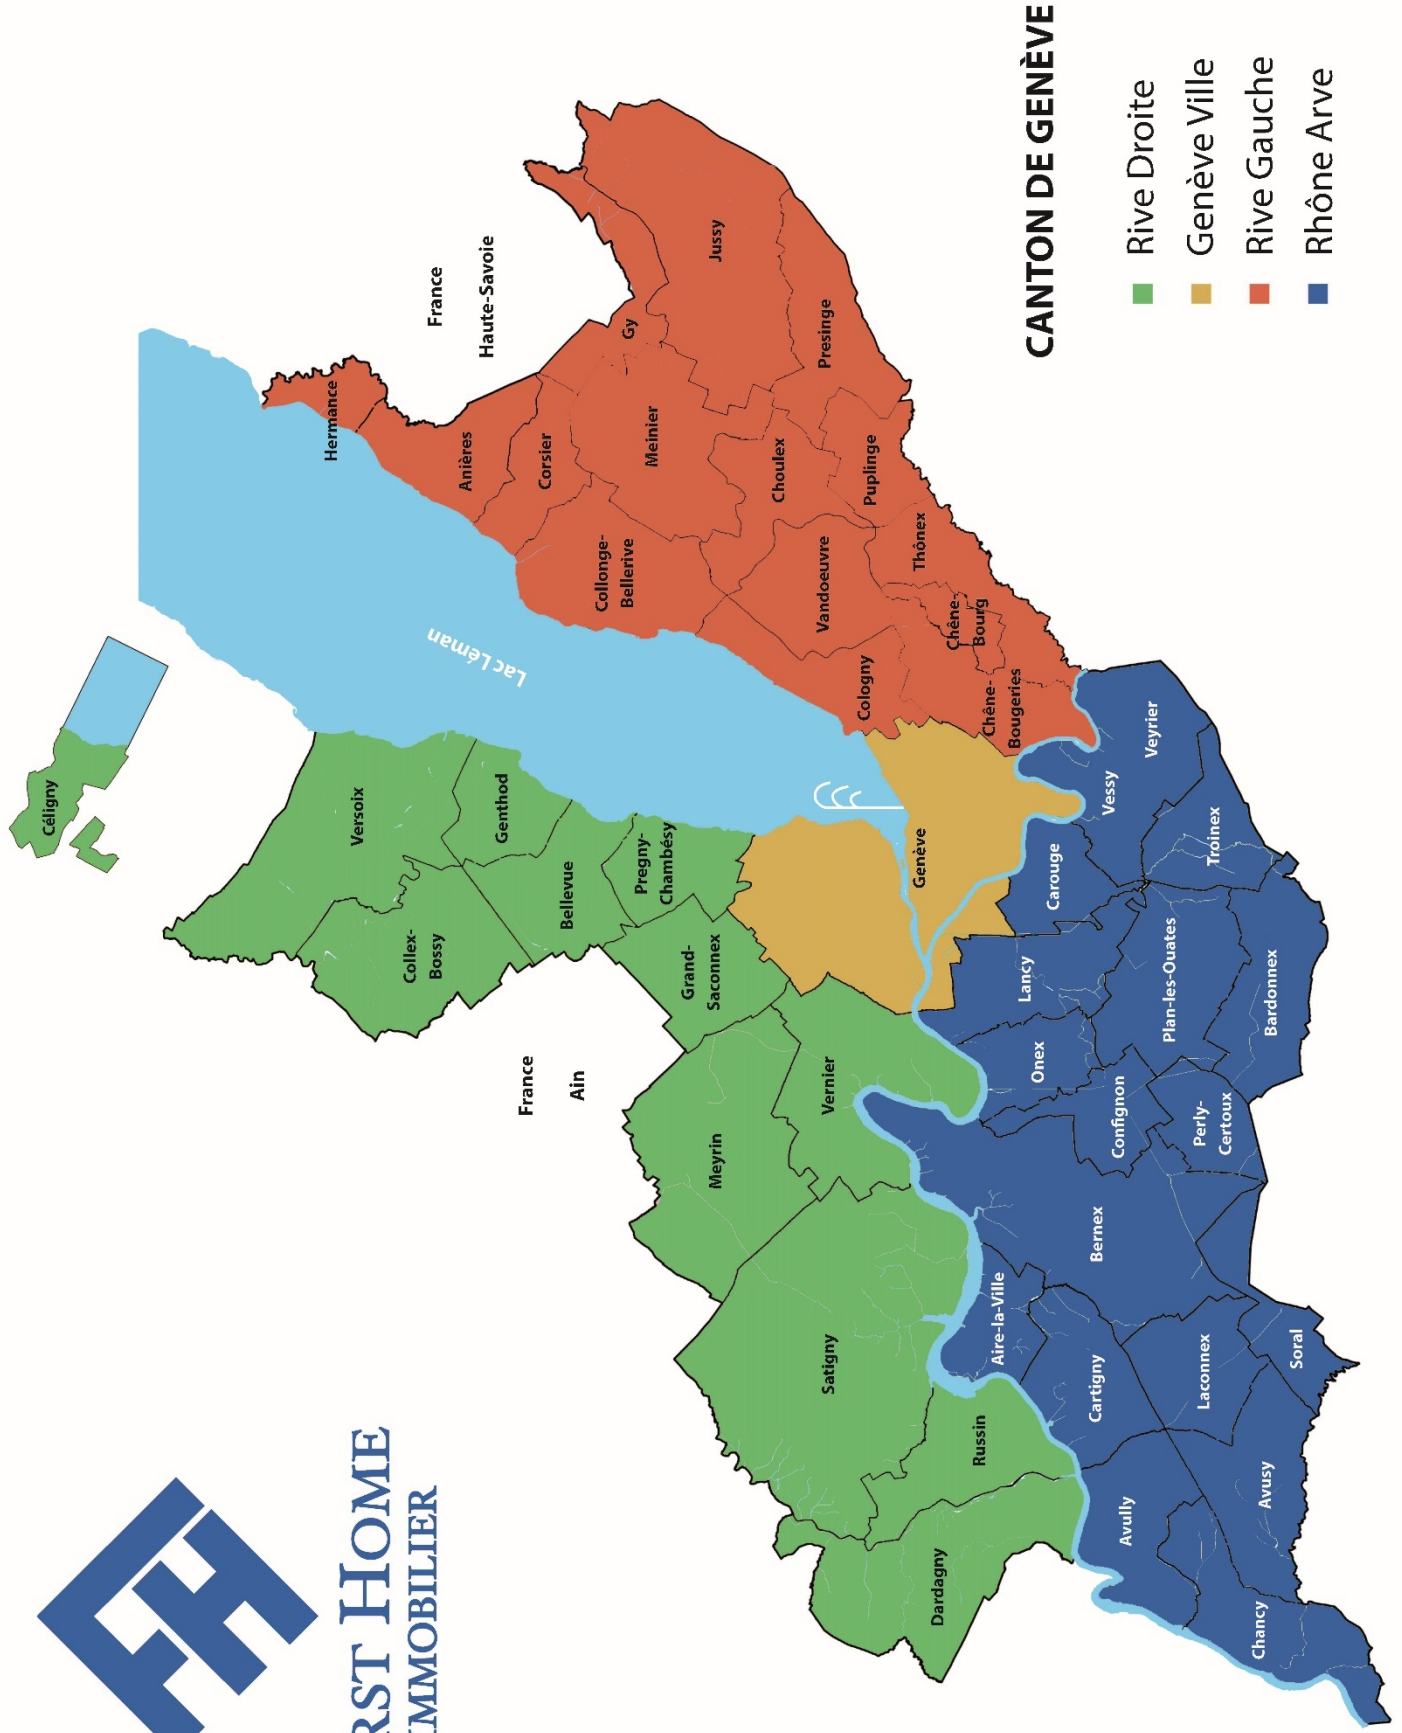 RST HOME
IMMOBILIER
Céligny
Versoix
Collex-
Bossy
Genthod
Bellevue
Pregny-
Chambésy
Grand-
Saconnex
France
Ain
Meyrin
Vernier
Satigny
Russin
Dardagny
Lac Léman
Genève
Hermance
Anières
Corsier
Collonge-
Bellerive
Meinier
Gy
Jussy
France
Haute-Savoie
Presinge
Choulex
Puplinge
Vandoeuvre
Thônex
Cologny
Chêne-
Bourg
Chêne-
Bougeries
Veyrier
Vessy
Troinex
Carouge
Lancy
Plan-les-Ouates
Bardonnex
Onex
Confignon
Perly-
Certoux
Bernex
Aire-la-Ville
Cartigny
Laconnex
Soral
Avully
Avusy
Chancy
CANTON DE GENÈVE
Rive Droite
Genève Ville
Rive Gauche
Rhône Arve